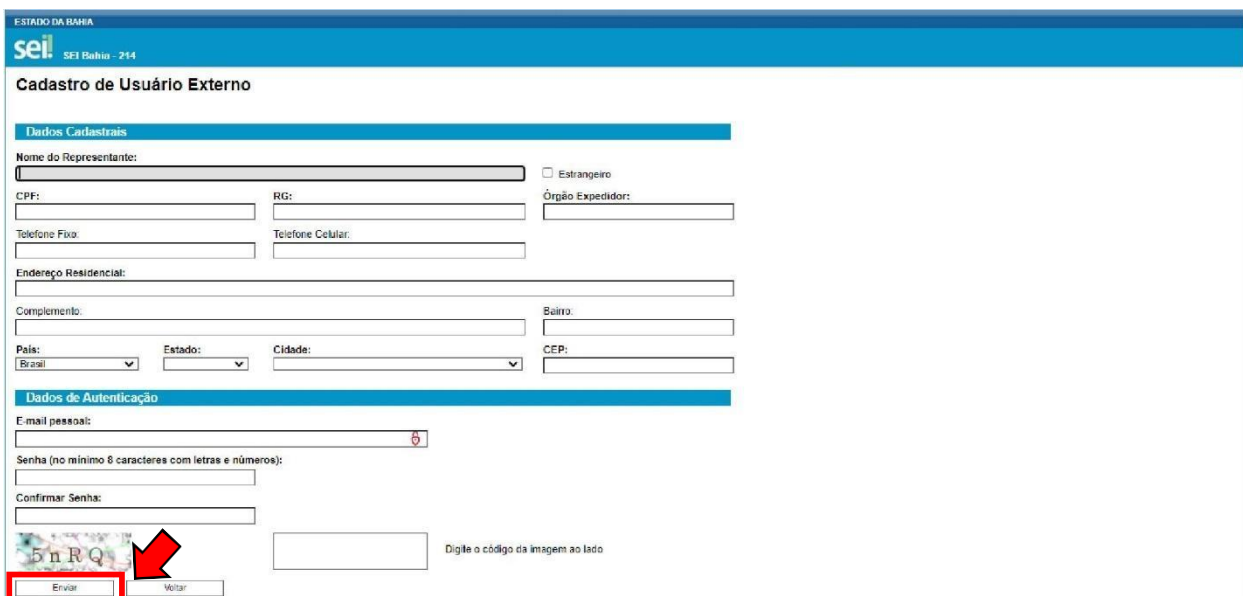 ESTADO DA BAHIA
sei! SEI Bahia - 214
Cadastro de Usuário Externo
Dados Cadastrais
Nome do Representante:
Estrangeiro
CPF: RG: Órgão Expedidor:
Telefone Fixo: Telefone Celular:
Endereço Residencial:
Complemento: Bairro:
País: Estado: Cidade: CEP:
Brasil
Dados de Autenticação
E-mail pessoal:
Senha (no mínimo 8 caracteres com letras e números):
Confirmar Senha:
5nRQ Digite o código da imagem ao lado
Enviar Voltar